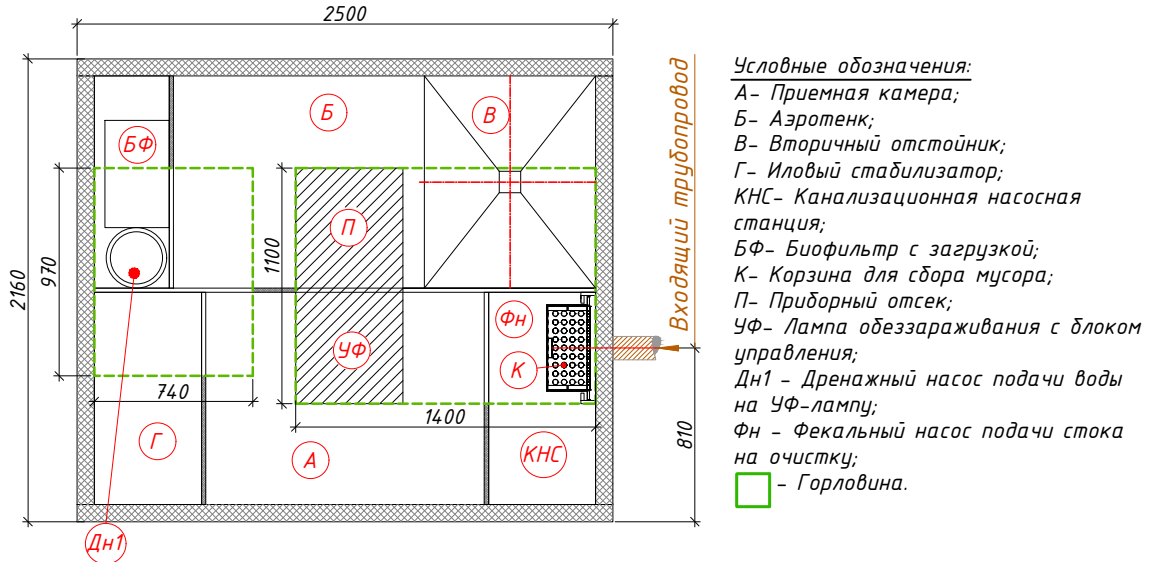 2500
Б
В
БФ
П
УФ
Фн
К
Г
А
КНС
Дн1
2160
970
740
1100
1400
810
Входящий трубопровод
Условные обозначения:
А- Приемная камера;
Б- Аэротенк;
В- Вторичный отстойник;
Г- Иловый стабилизатор;
КНС- Канализационная насосная
станция;
БФ- Биофильтр с загрузкой;
К- Корзина для сбора мусора;
П- Приборный отсек;
УФ- Лампа обеззараживания с блоком
управления;
Дн1 - Дренажный насос подачи воды
на УФ-лампу;
Фн - Фекальный насос подачи стока
на очистку;
- Горловина.